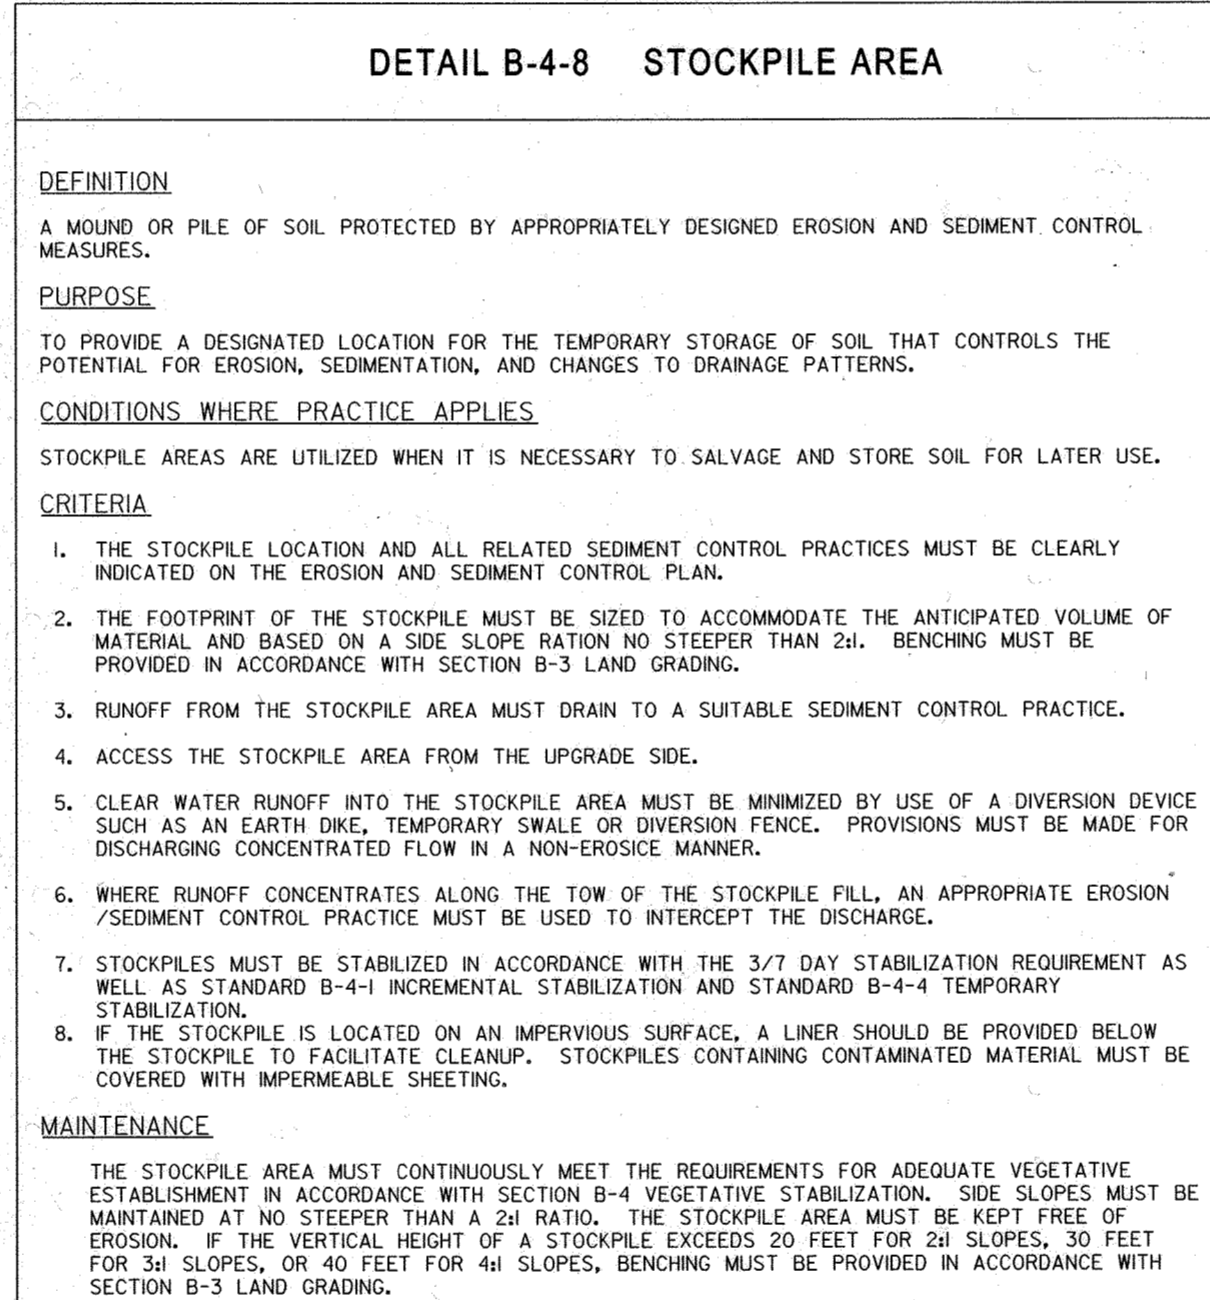 DETAIL B-4-8 STOCKPILE AREA
DEFINITION
A MOUND OR PILE OF SOIL PROTECTED BY APPROPRIATELY DESIGNED EROSION AND SEDIMENT CONTROL
MEASURES.
PURPOSE
TO PROVIDE A DESIGNATED LOCATION FOR THE TEMPORARY STORAGE OF SOIL THAT CONTROLS THE
POTENTIAL FOR EROSION, SEDIMENTATION, AND CHANGES TO DRAINAGE PATTERNS.
CONDITIONS WHERE PRACTICE APPLIES
STOCKPILE AREAS ARE UTILIZED WHEN IT IS NECESSARY TO SALVAGE AND STORE SOIL FOR LATER USE.
CRITERIA
1. THE STOCKPILE LOCATION AND ALL RELATED SEDIMENT CONTROL PRACTICES MUST BE CLEARLY
INDICATED ON THE EROSION AND SEDIMENT CONTROL PLAN.
2. THE FOOTPRINT OF THE STOCKPILE MUST BE SIZED TO ACCOMMODATE THE ANTICIPATED VOLUME OF
MATERIAL AND BASED ON A SIDE SLOPE RATION NO STEEPER THAN 2:1. BENCHING MUST BE
PROVIDED IN ACCORDANCE WITH SECTION B-3 LAND GRADING.
3. RUNOFF FROM THE STOCKPILE AREA MUST DRAIN TO A SUITABLE SEDIMENT CONTROL PRACTICE.
4. ACCESS THE STOCKPILE AREA FROM THE UPGRADE SIDE.
5. CLEAR WATER RUNOFF INTO THE STOCKPILE AREA MUST BE MINIMIZED BY USE OF A DIVERSION DEVICE
SUCH AS AN EARTH DIKE, TEMPORARY SWALE OR DIVERSION FENCE. PROVISIONS MUST BE MADE FOR
DISCHARGING CONCENTRATED FLOW IN A NON-EROSICE MANNER.
6. WHERE RUNOFF CONCENTRATES ALONG THE TOW OF THE STOCKPILE FILL, AN APPROPRIATE EROSION
/SEDIMENT CONTROL PRACTICE MUST BE USED TO INTERCEPT THE DISCHARGE.
7. STOCKPILES MUST BE STABILIZED IN ACCORDANCE WITH THE 3/7 DAY STABILIZATION REQUIREMENT AS
WELL AS STANDARD B-4-1 INCREMENTAL STABILIZATION AND STANDARD B-4-4 TEMPORARY
STABILIZATION.
8. IF THE STOCKPILE IS LOCATED ON AN IMPERVIOUS SURFACE, A LINER SHOULD BE PROVIDED BELOW
THE STOCKPILE TO FACILITATE CLEANUP. STOCKPILES CONTAINING CONTAMINATED MATERIAL MUST BE
COVERED WITH IMPERMEABLE SHEETING.
MAINTENANCE
THE STOCKPILE AREA MUST CONTINUOUSLY MEET THE REQUIREMENTS FOR ADEQUATE VEGETATIVE
ESTABLISHMENT IN ACCORDANCE WITH SECTION B-4 VEGETATIVE STABILIZATION. SIDE SLOPES MUST BE
MAINTAINED AT NO STEEPER THAN A 2:1 RATIO. THE STOCKPILE AREA MUST BE KEPT FREE OF
EROSION. IF THE VERTICAL HEIGHT OF A STOCKPILE EXCEEDS 20 FEET FOR 2:1 SLOPES, 30 FEET
FOR 3:1 SLOPES, OR 40 FEET FOR 4:1 SLOPES, BENCHING MUST BE PROVIDED IN ACCORDANCE WITH
SECTION B-3 LAND GRADING.